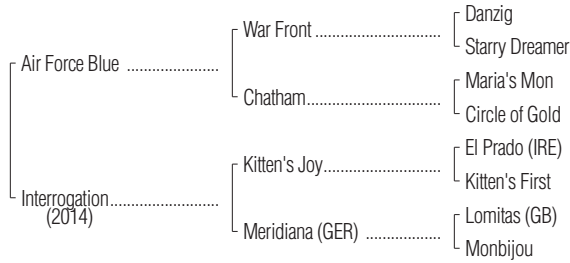 Danzig
War Front
Starry Dreamer
Air Force Blue
Maria's Mon
Chatham
Circle of Gold
El Prado (IRE)
Kitten's Joy
Kitten's First
Interrogation
(2014)
Lomitas (GB)
Meridiana (GER)
Monbijou